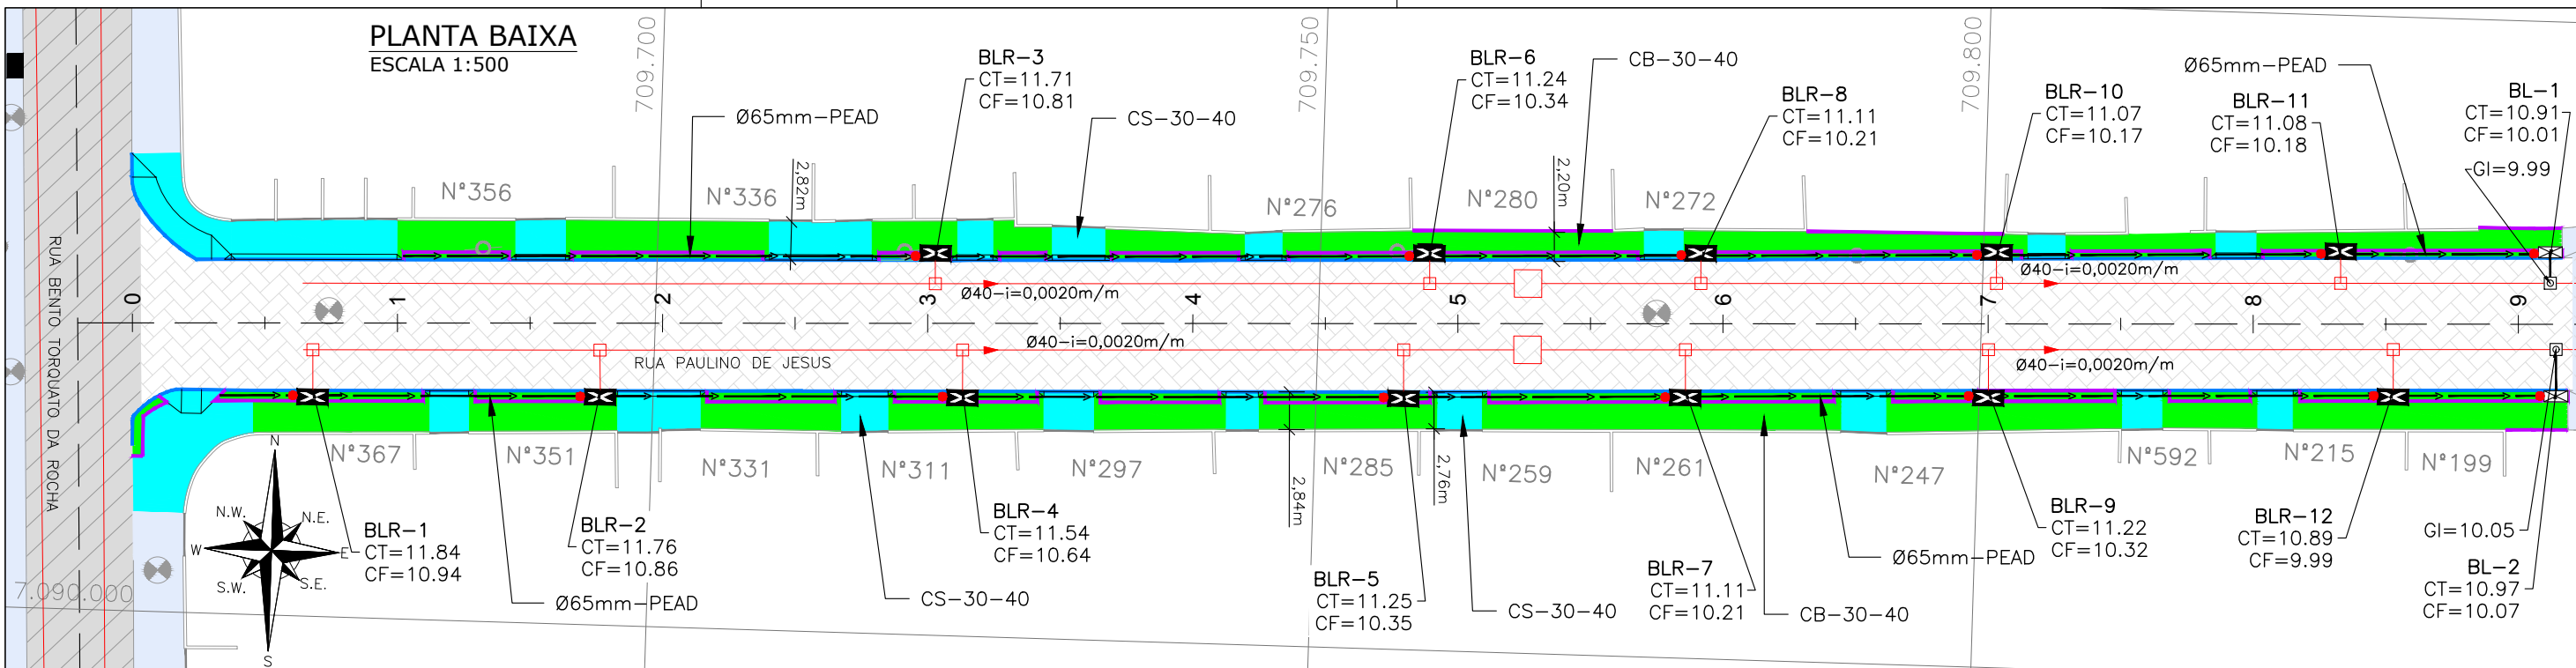 PLANTA BAIXA
ESCALA 1:500
709.700
709.750
709.800
BLR-3
CT=11.71
CF=10.81
Ø65mm-PEAD
CS-30-40
BLR-6
CT=11.24
CF=10.34
CB-30-40
BLR-8
CT=11.11
CF=10.21
Ø65mm-PEAD
BLR-10
CT=11.07
CF=10.17
BLR-11
CT=11.08
CF=10.18
BL-1
CT=10.91
CF=10.01
GI=9.99
N°356
N°336
2,82m
N°276
N°280
2,20m
N°272
RUA BENTO TORQUATO DA ROCHA
0
1
2
3
4
5
6
7
8
9
Ø40-i=0,0020m/m
Ø40-i=0,0020m/m
Ø40-i=0,0020m/m
Ø40-i=0,0020m/m
RUA PAULINO DE JESUS
N°367
N°351
N°331
N°311
N°297
N°285
N°259
N°261
N°247
N°592
N°215
N°199
2,84m
2,76m
N
N.E.
E
S.E.
S
S.W.
W
N.W.
7.090.000
BLR-1
CT=11.84
CF=10.94
Ø65mm-PEAD
BLR-2
CT=11.76
CF=10.86
CS-30-40
BLR-4
CT=11.54
CF=10.64
BLR-5
CT=11.25
CF=10.35
CS-30-40
BLR-7
CT=11.11
CF=10.21
CB-30-40
Ø65mm-PEAD
BLR-9
CT=11.22
CF=10.32
BLR-12
CT=10.89
CF=9.99
GI=10.05
BL-2
CT=10.97
CF=10.07